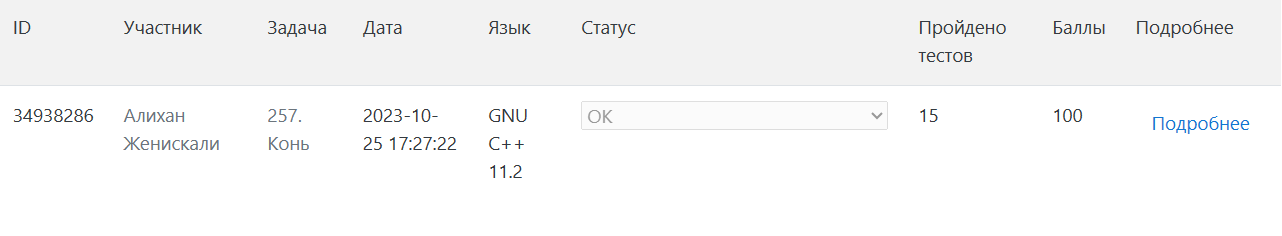 ID Участник Задача Дата Язык Статус Пройдено тестов Баллы Подробнее
34938286 Алихан Женискали 257. Конь 2023-10-25 17:27:22 GNU C++ 11.2 OK 15 100 Подробнее